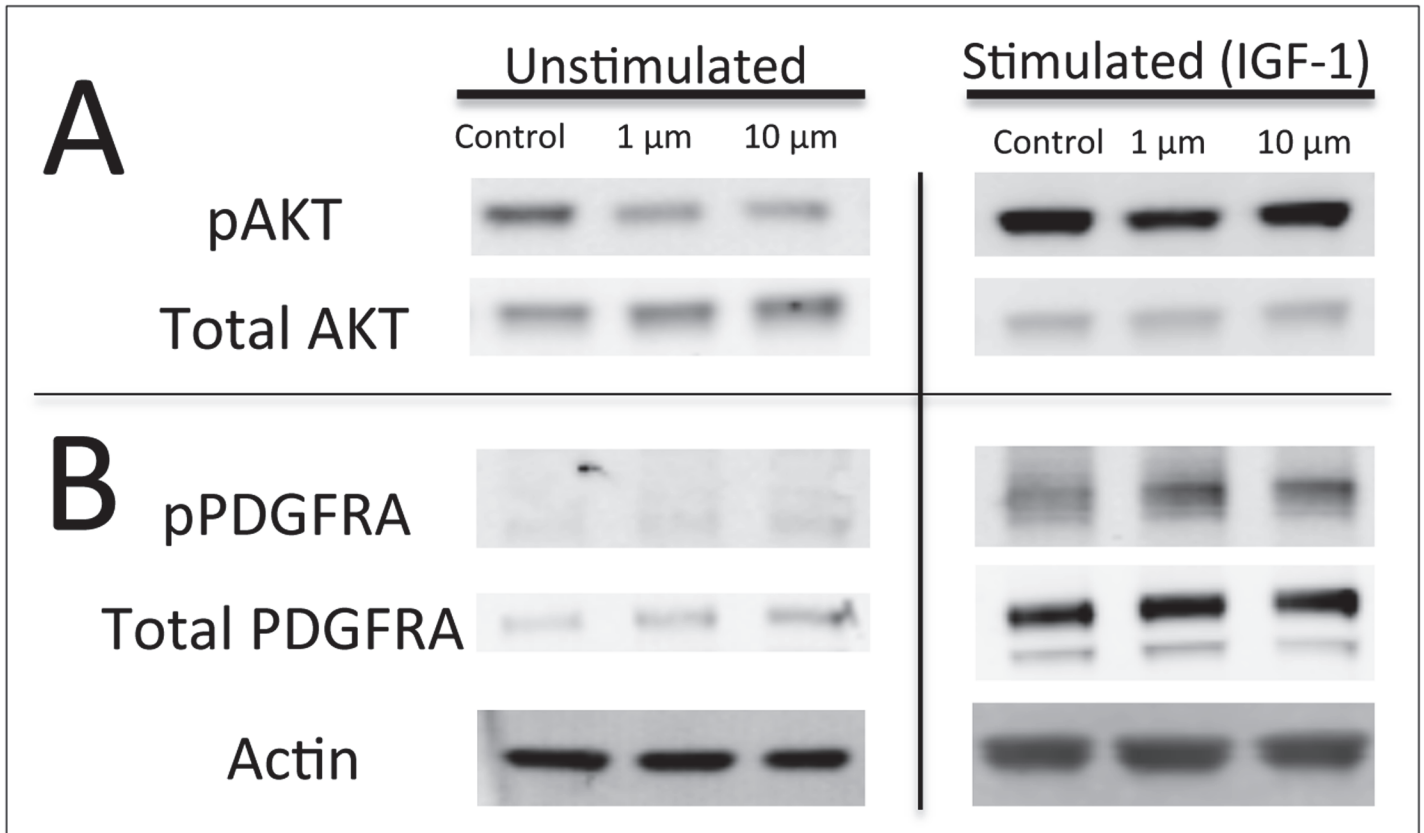 A
Unstimulated
Stimulated (IGF-1)
Control 1 µm 10 µm
Control 1 µm 10 µm
pAKT
Total AKT
B
pPDGFRA
Total PDGFRA
Actin